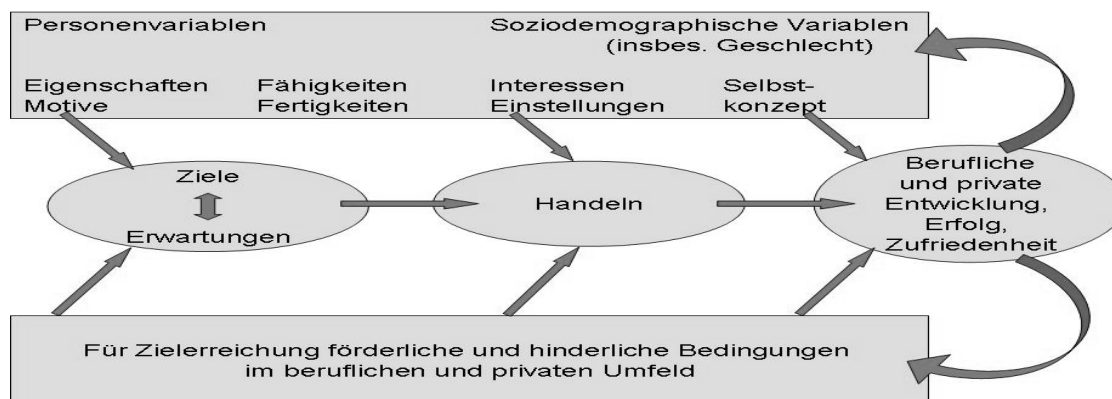 Personenvariablen
Soziodemographische Variablen
(insbes. Geschlecht)
Eigenschaften
Motive
Fähigkeiten
Fertigkeiten
Interessen
Einstellungen
Selbst-
konzept
Ziele
Erwartungen
Handeln
Berufliche
und private
Entwicklung,
Erfolg,
Zufriedenheit
Für Zielerreichung förderliche und hinderliche Bedingungen
im beruflichen und privaten Umfeld